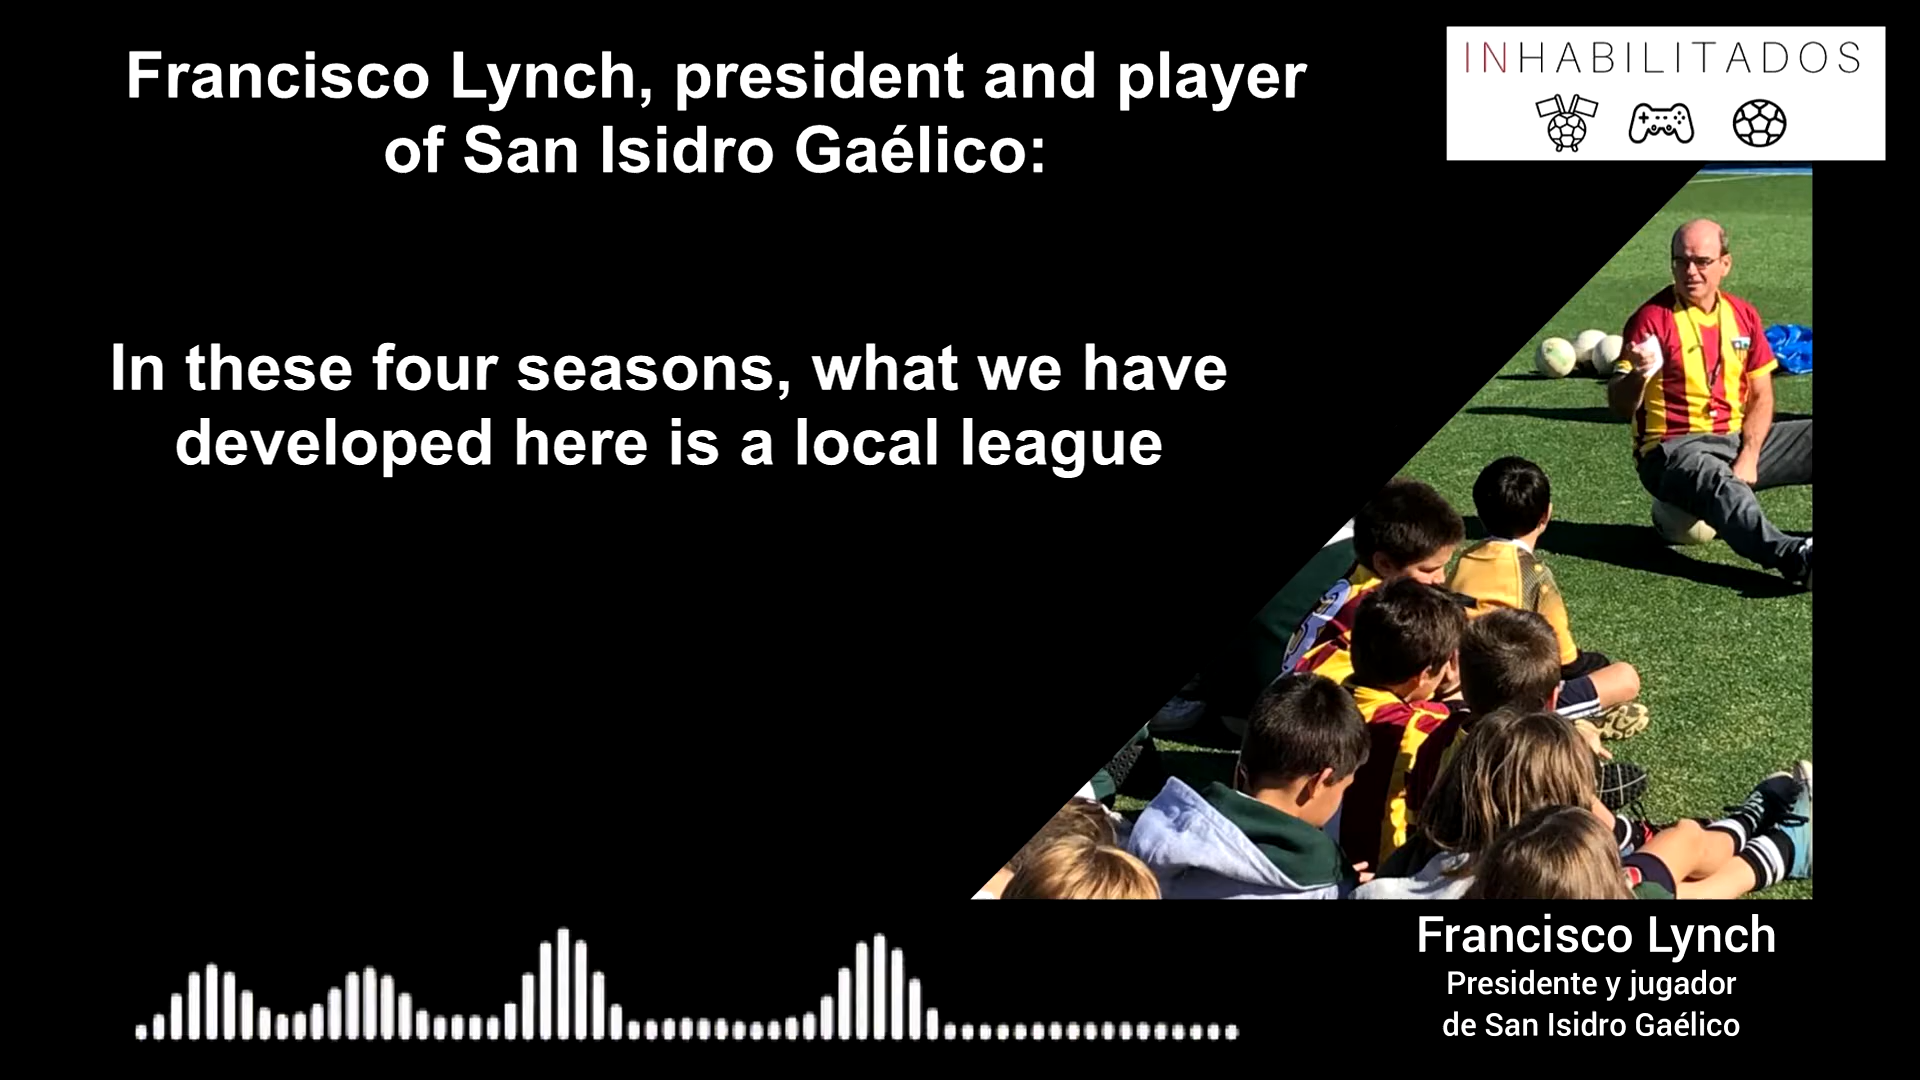 Francisco Lynch, president and player
of San Isidro Gaélico:
INHABILITADOS
In these four seasons, what we have
developed here is a local league
Francisco Lynch
Presidente y jugador
de San Isidro Gaélico